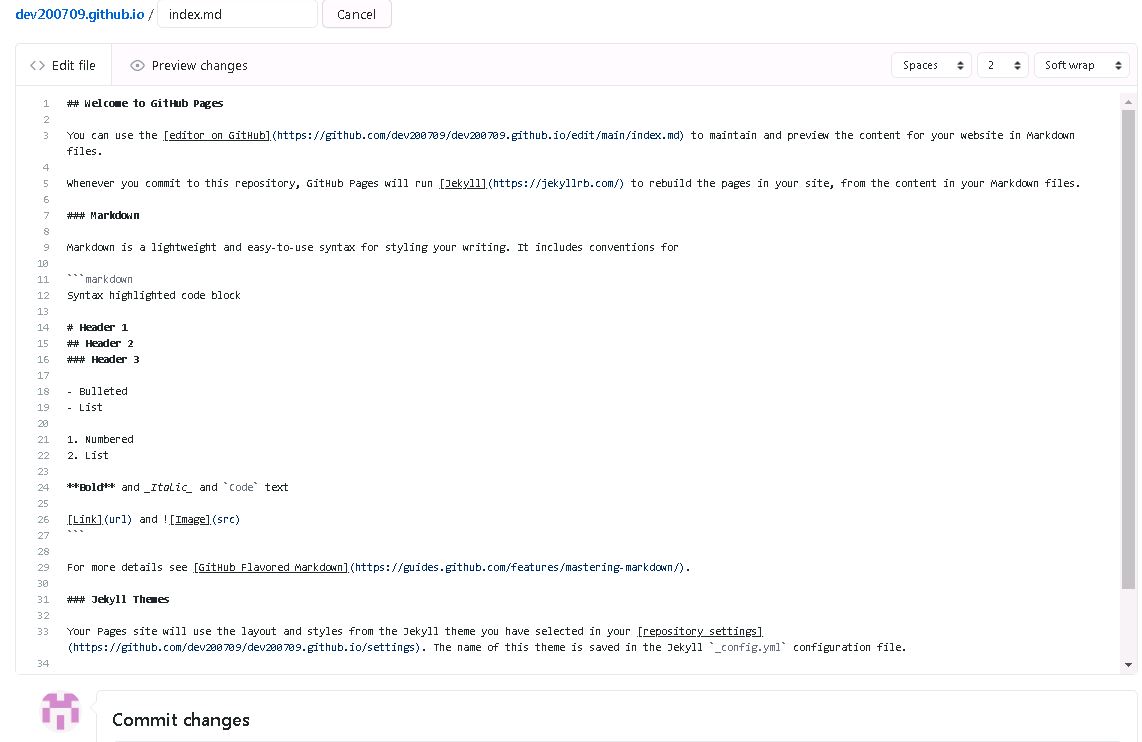 dev200709.github.io / index.md Cancel
Edit file Preview changes Spaces 2 Soft wrap
1 ## Welcome to GitHub Pages
2
3 You can use the [editor on GitHub](https://github.com/dev200709/dev200709.github.io/edit/main/index.md) to maintain and preview the content for your website in Markdown
files.
4
5 Whenever you commit to this repository, GitHub Pages will run [Jekyll](https://jekyllrb.com/) to rebuild the pages in your site, from the content in your Markdown files.
6
7 ### Markdown
8
9 Markdown is a lightweight and easy-to-use syntax for styling your writing. It includes conventions for
10
11 ```markdown
12 Syntax highlighted code block
13
14 # Header 1
15 ## Header 2
16 ### Header 3
17
18 - Bulleted
19 - List
20
21 1. Numbered
22 2. List
23
24 **Bold** and _Italic_ and `Code` text
25
26 [Link](url) and ![Image](src)
27 ```
28
29 For more details see [GitHub Flavored Markdown](https://guides.github.com/features/mastering-markdown/).
30
31 ### Jekyll Themes
32
33 Your Pages site will use the layout and styles from the Jekyll theme you have selected in your [repository settings]
(https://github.com/dev200709/dev200709.github.io/settings). The name of this theme is saved in the Jekyll `_config.yml` configuration file.
34
Commit changes